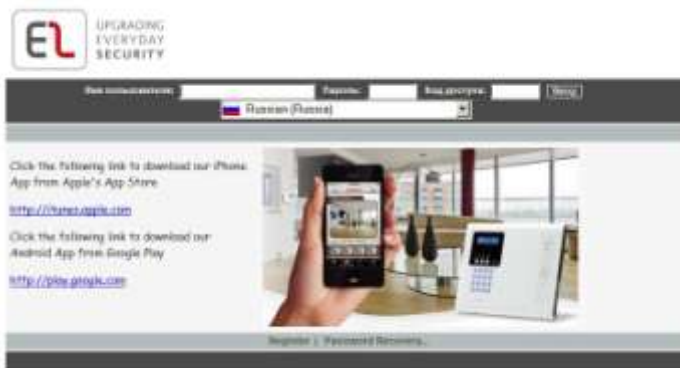 EL
UPGRADING
EVERYDAY
SECURITY
Имя пользователя: Пароль: Код доступа: Вход
Russian (Russia)
Click the following link to download our iPhone
App from Apple's App Store
http://itunes.apple.com
Click the following link to download our
Android App from Google Play
http://play.google.com
Register | Password Recovery...